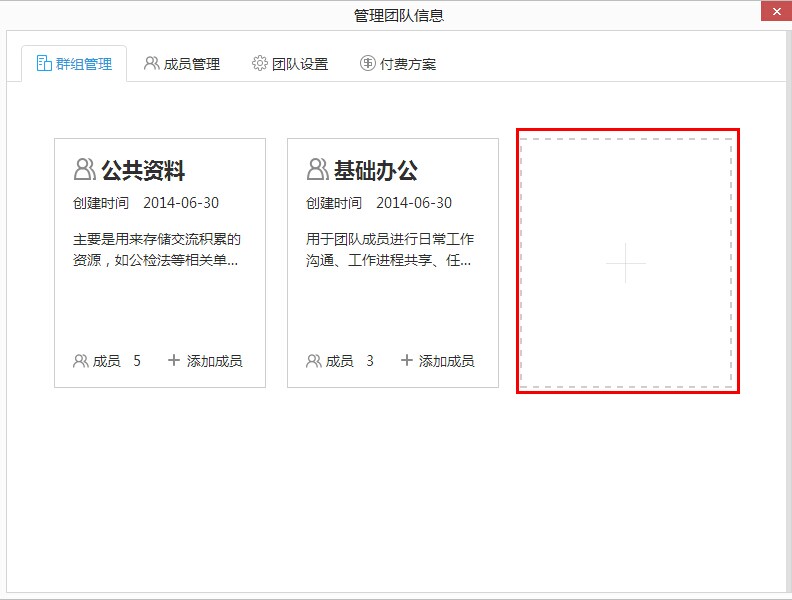 管理团队信息
群组管理 成员管理 团队设置 付费方案
公共资料
创建时间 2014-06-30
主要是用来存储交流积累的
资源，如公检法等相关单...
成员 5 添加成员
基础办公
创建时间 2014-06-30
用于团队成员进行日常工作
沟通、工作进程共享、任...
成员 3 添加成员